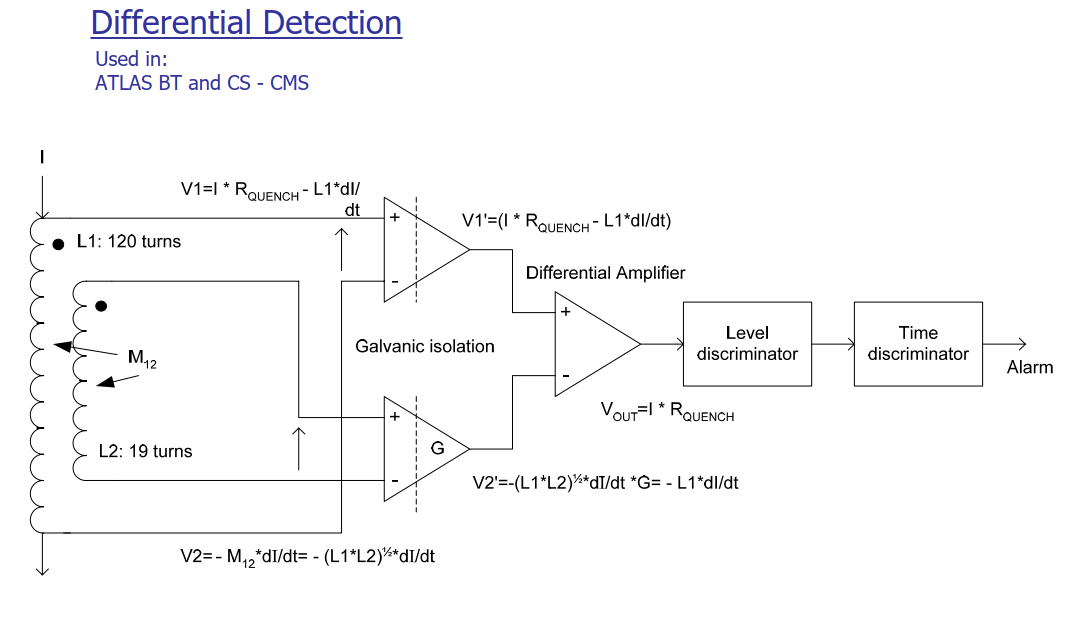 Differential Detection
Used in:
ATLAS BT and CS - CMS
I
V1=I * RQUENCH - L1*dI/
dt
+
V1'=(I * RQUENCH - L1*dI/dt)
L1: 120 turns
-
Differential Amplifier
+
Level
discriminator
Time
discriminator
Galvanic isolation
M12
Alarm
-
VOUT=I * RQUENCH
+
G
L2: 19 turns
-
V2'=-(L1*L2)½*dI/dt *G= - L1*dI/dt
V2= - M12*dI/dt= - (L1*L2)½*dI/dt